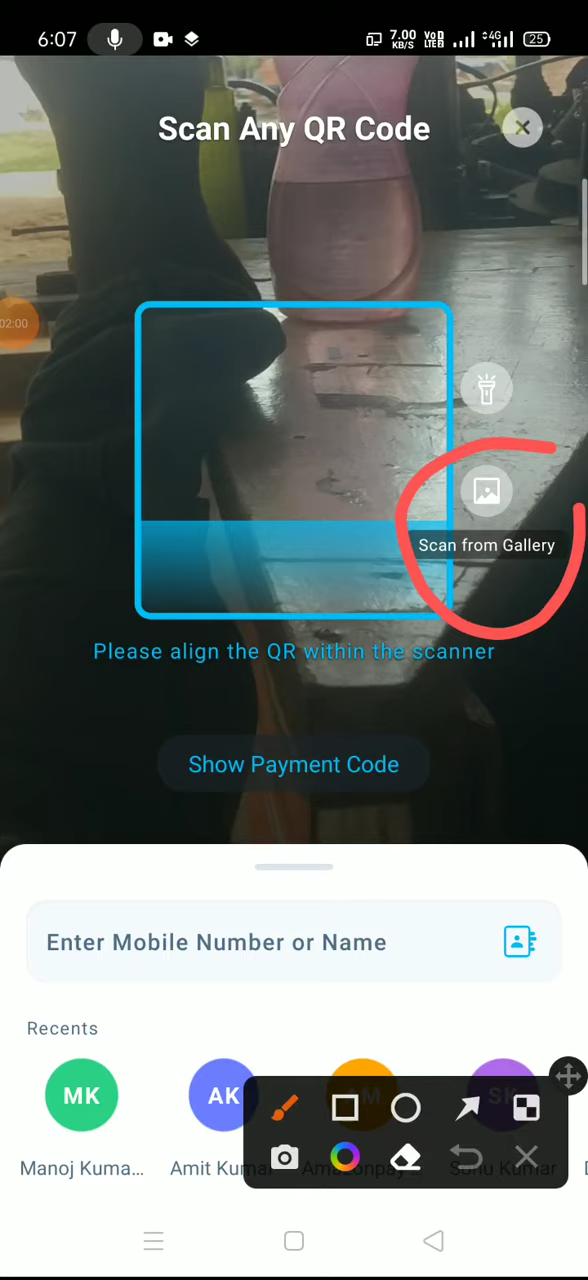 6:07
7.00
KB/S
VoD
LTE2
4G
25
Scan Any QR Code
02:00
Scan from Gallery
Please align the QR within the scanner
Show Payment Code
Enter Mobile Number or Name
Recents
MK
AK
Manoj Kuma...
Amit Kumar
Amazonpay
Sonu Kumar